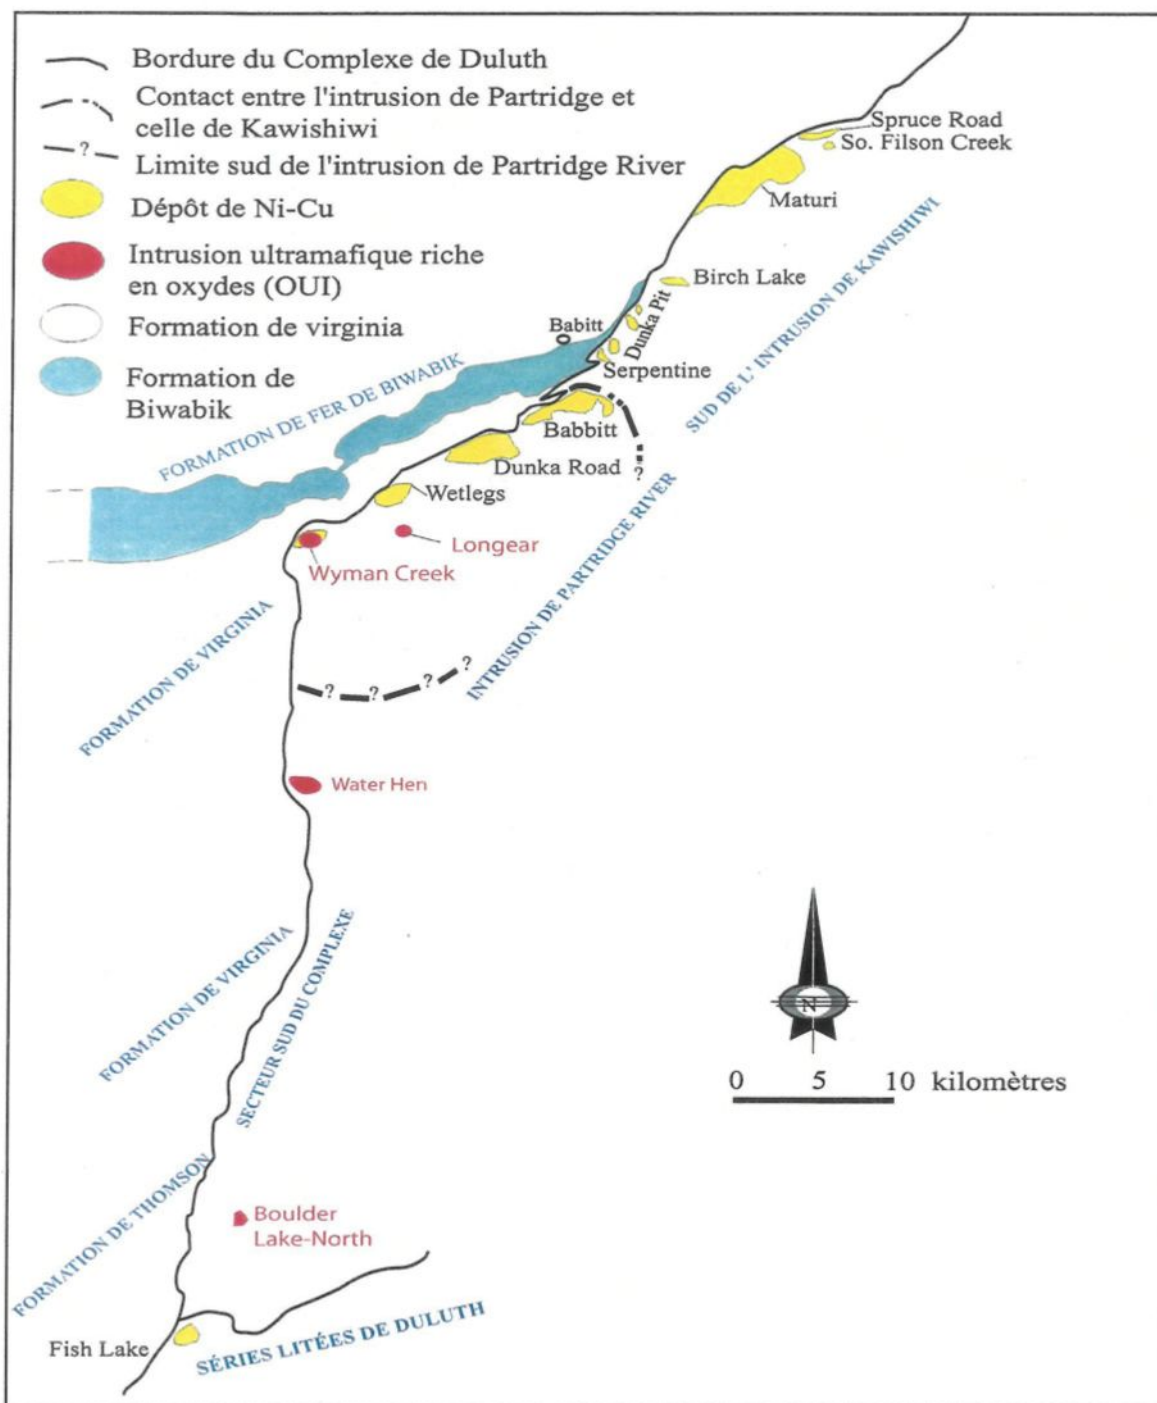 Bordure du Complexe de Duluth
Contact entre l'intrusion de Partridge et
celle de Kawishiwi
?
Limite sud de l'intrusion de Partridge River
Dépôt de Ni-Cu
Intrusion ultramafique riche
en oxydes (OUI)
Formation de virginia
Formation de
Biwabik
Spruce Road
So. Filson Creek
Maturi
SUD DE L' INTRUSION DE KAWISHIWI
Birch Lake
Dunka Pit
Babitt
Serpentine
FORMATION DE FER DE BIWABIK
Babbitt
Dunka Road
?
Wetlegs
INTRUSION DE PARTRIDGE RIVER
Longear
Wyman Creek
FORMATION DE VIRGINIA
? ? ? ?
Water Hen
FORMATION DE VIRGINIA
SECTEUR SUD DU COMPLEXE
N
0 5 10 kilomètres
FORMATION DE THOMSON
Boulder
Lake-North
Fish Lake
SÉRIES LITÉES DE DULUTH